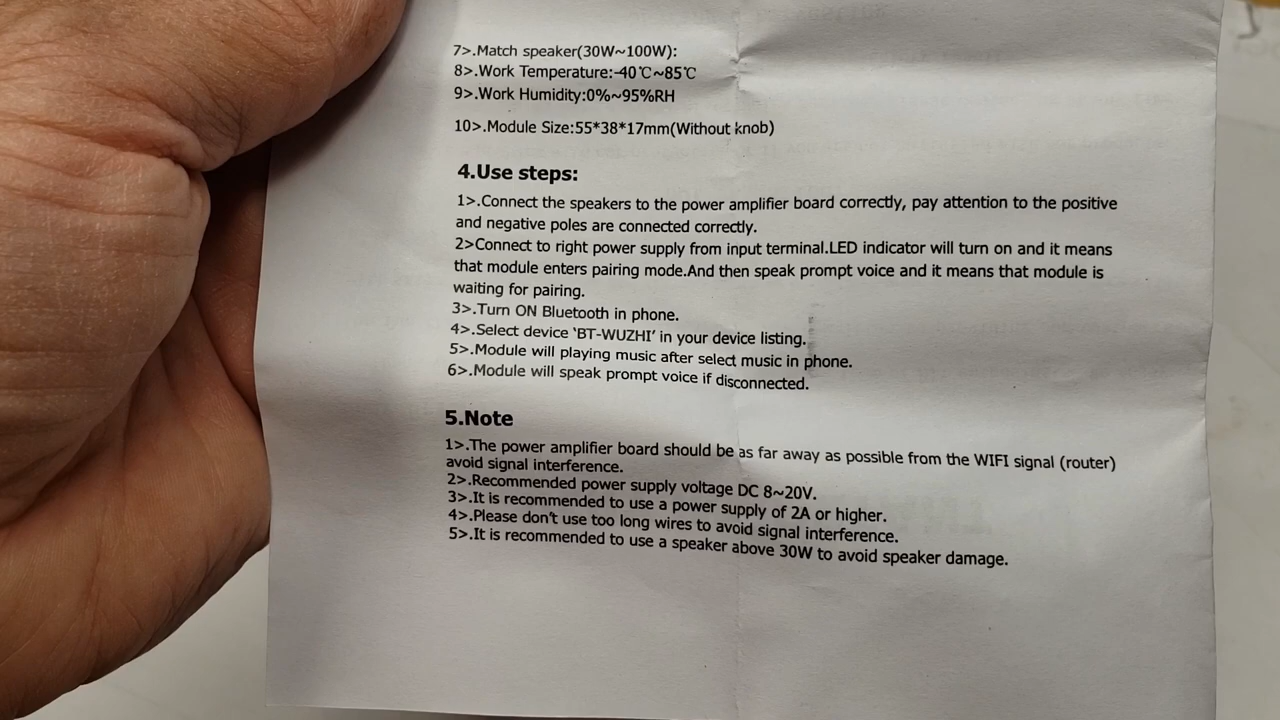 7>.Match speaker(30W~100W):
8>.Work Temperature:-40℃~85℃
9>.Work Humidity:0%~95%RH
10>.Module Size:55*38*17mm(Without knob)
4.Use steps:
1>.Connect the speakers to the power amplifier board correctly, pay attention to the positive
and negative poles are connected correctly.
2>Connect to right power supply from input terminal.LED indicator will turn on and it means
that module enters pairing mode.And then speak prompt voice and it means that module is
waiting for pairing.
3>.Turn ON Bluetooth in phone.
4>.Select device ‘BT-WUZHI’ in your device listing.
5>.Module will playing music after select music in phone.
6>.Module will speak prompt voice if disconnected.
5.Note
1>.The power amplifier board should be as far away as possible from the WIFI signal (router)
avoid signal interference.
2>.Recommended power supply voltage DC 8~20V.
3>.It is recommended to use a power supply of 2A or higher.
4>.Please don’t use too long wires to avoid signal interference.
5>.It is recommended to use a speaker above 30W to avoid speaker damage.